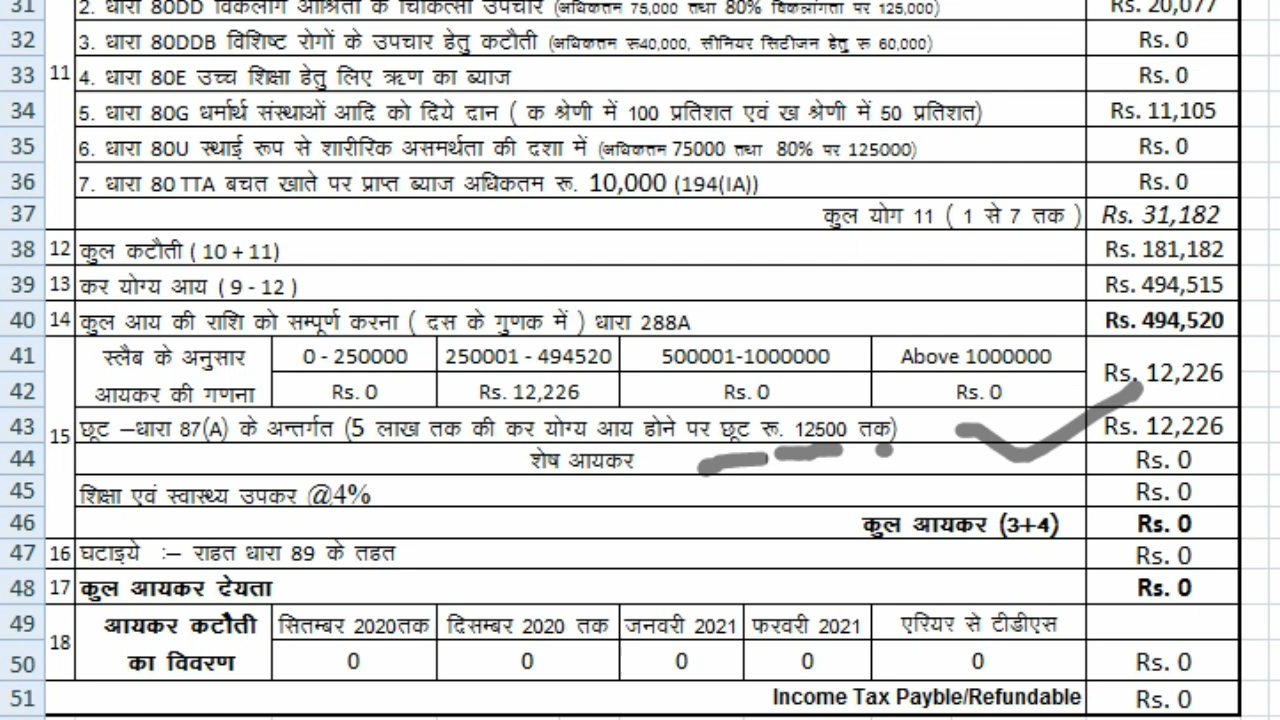 31 2. धारा 80DD विकलांग आश्रितों के चिकित्सा उपचार (अधिकतम 75,000 तथा 80% विकलांगता पर 125,000) Rs. 20,077
32 3. धारा 80DDB विशिष्ट रोगों के उपचार हेतु कटौती (अधिकतम रू40,000, सीनियर सिटीजन हेतु रू 60,000) Rs. 0
33 11 4. धारा 80E उच्च शिक्षा हेतु लिए ऋण का ब्याज Rs. 0
34 5. धारा 80G धर्मार्थ संस्थाओं आदि को दिये दान ( क श्रेणी में 100 प्रतिशत एवं ख श्रेणी में 50 प्रतिशत) Rs. 11,105
35 6. धारा 80U स्थाई रूप से शारीरिक असमर्थता की दशा में (अधिकतम 75000 तथा 80% पर 125000) Rs. 0
36 7. धारा 80 TTA बचत खाते पर प्राप्त ब्याज अधिकतम रू. 10,000 (194(IA)) Rs. 0
37 कुल योग 11 ( 1 से 7 तक ) Rs. 31,182
38 12 कुल कटौती ( 10 + 11) Rs. 181,182
39 13 कर योग्य आय ( 9 - 12 ) Rs. 494,515
40 14 कुल आय की राशि को सम्पूर्ण करना ( दस के गुणक में ) धारा 288A Rs. 494,520
41 स्लैब के अनुसार 0 - 250000 250001 - 494520 500001-1000000 Above 1000000 Rs. 12,226
42 आयकर की गणना Rs. 0 Rs. 12,226 Rs. 0 Rs. 0
43 15 छूट –धारा 87(A) के अन्तर्गत (5 लाख तक की कर योग्य आय होने पर छूट रू. 12500 तक) Rs. 12,226
44 शेष आयकर Rs. 0
45 शिक्षा एवं स्वास्थ्य उपकर @4% Rs. 0
46 कुल आयकर (3+4) Rs. 0
47 16 घटाइये :– राहत धारा 89 के तहत Rs. 0
48 17 कुल आयकर देयता Rs. 0
49 18 आयकर कटौती सितम्बर 2020तक दिसम्बर 2020 तक जनवरी 2021 फरवरी 2021 एरियर से टीडीएस
50 का विवरण 0 0 0 0 0 Rs. 0
51 Income Tax Payble/Refundable Rs. 0